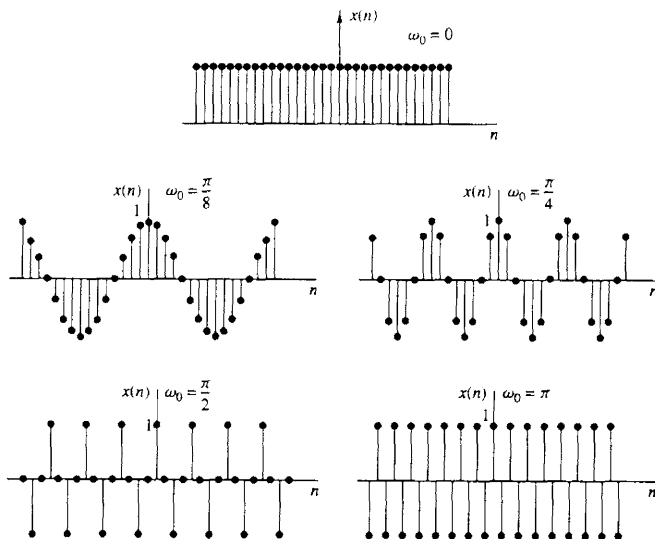 x(n)
ω₀ = 0
n
x(n) ω₀ = π/8
1
n
x(n) ω₀ = π/4
1
n
x(n) ω₀ = π/2
1
n
x(n) ω₀ = π
1
n